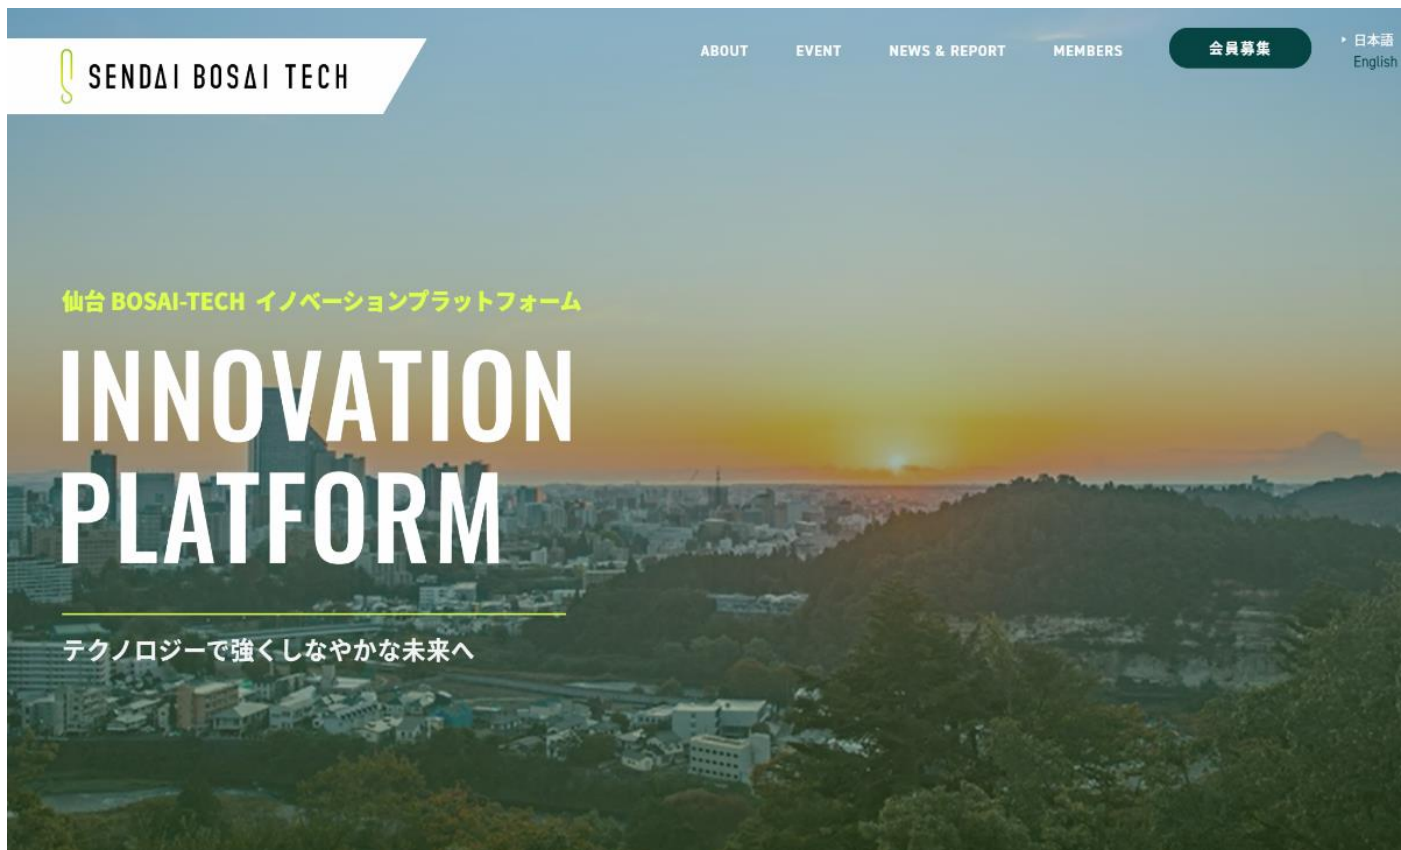 SENDAI BOSAI TECH
ABOUT EVENT NEWS & REPORT MEMBERS 会員募集 日本語
English
仙台 BOSAI-TECH イノベーションプラットフォーム
INNOVATION
PLATFORM
テクノロジーで強くしなやかな未来へ